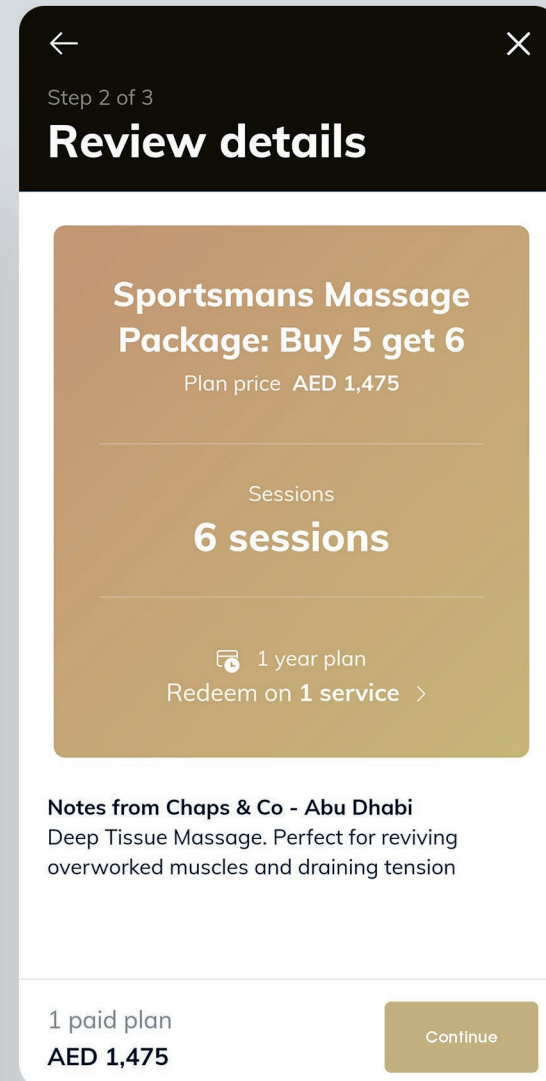 Step 2 of 3
Review details
Sportsmans Massage
Package: Buy 5 get 6
Plan price AED 1,475
Sessions
6 sessions
1 year plan
Redeem on 1 service
Notes from Chaps & Co - Abu Dhabi
Deep Tissue Massage. Perfect for reviving
overworked muscles and draining tension
1 paid plan
AED 1,475
Continue